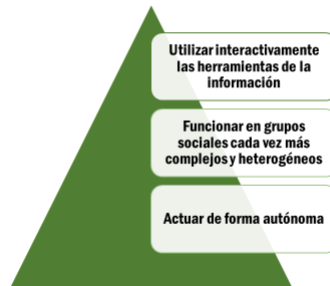 Utilizar interactivamente
las herramientas de la
información
Funcionar en grupos
sociales cada vez más
complejos y heterogéneos
Actuar de forma autónoma